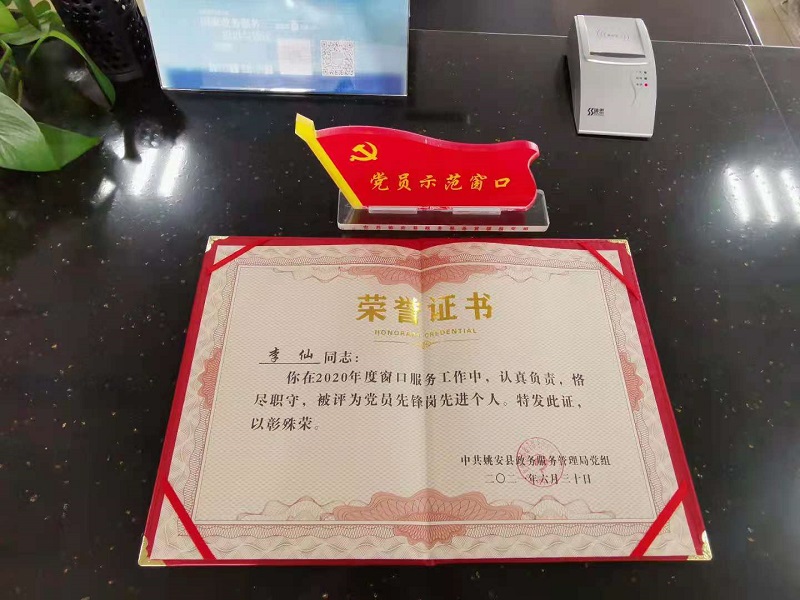 党员示范窗口
荣誉证书
HONORARY CREDENTIAL
李 仙 同志：
你在2020年度窗口服务工作中，认真负责，格
尽职守，被评为党员先锋岗先进个人。特发此证，
以彰殊荣。
中共姚安县政务服务管理局党组
二〇二一年六月三十日